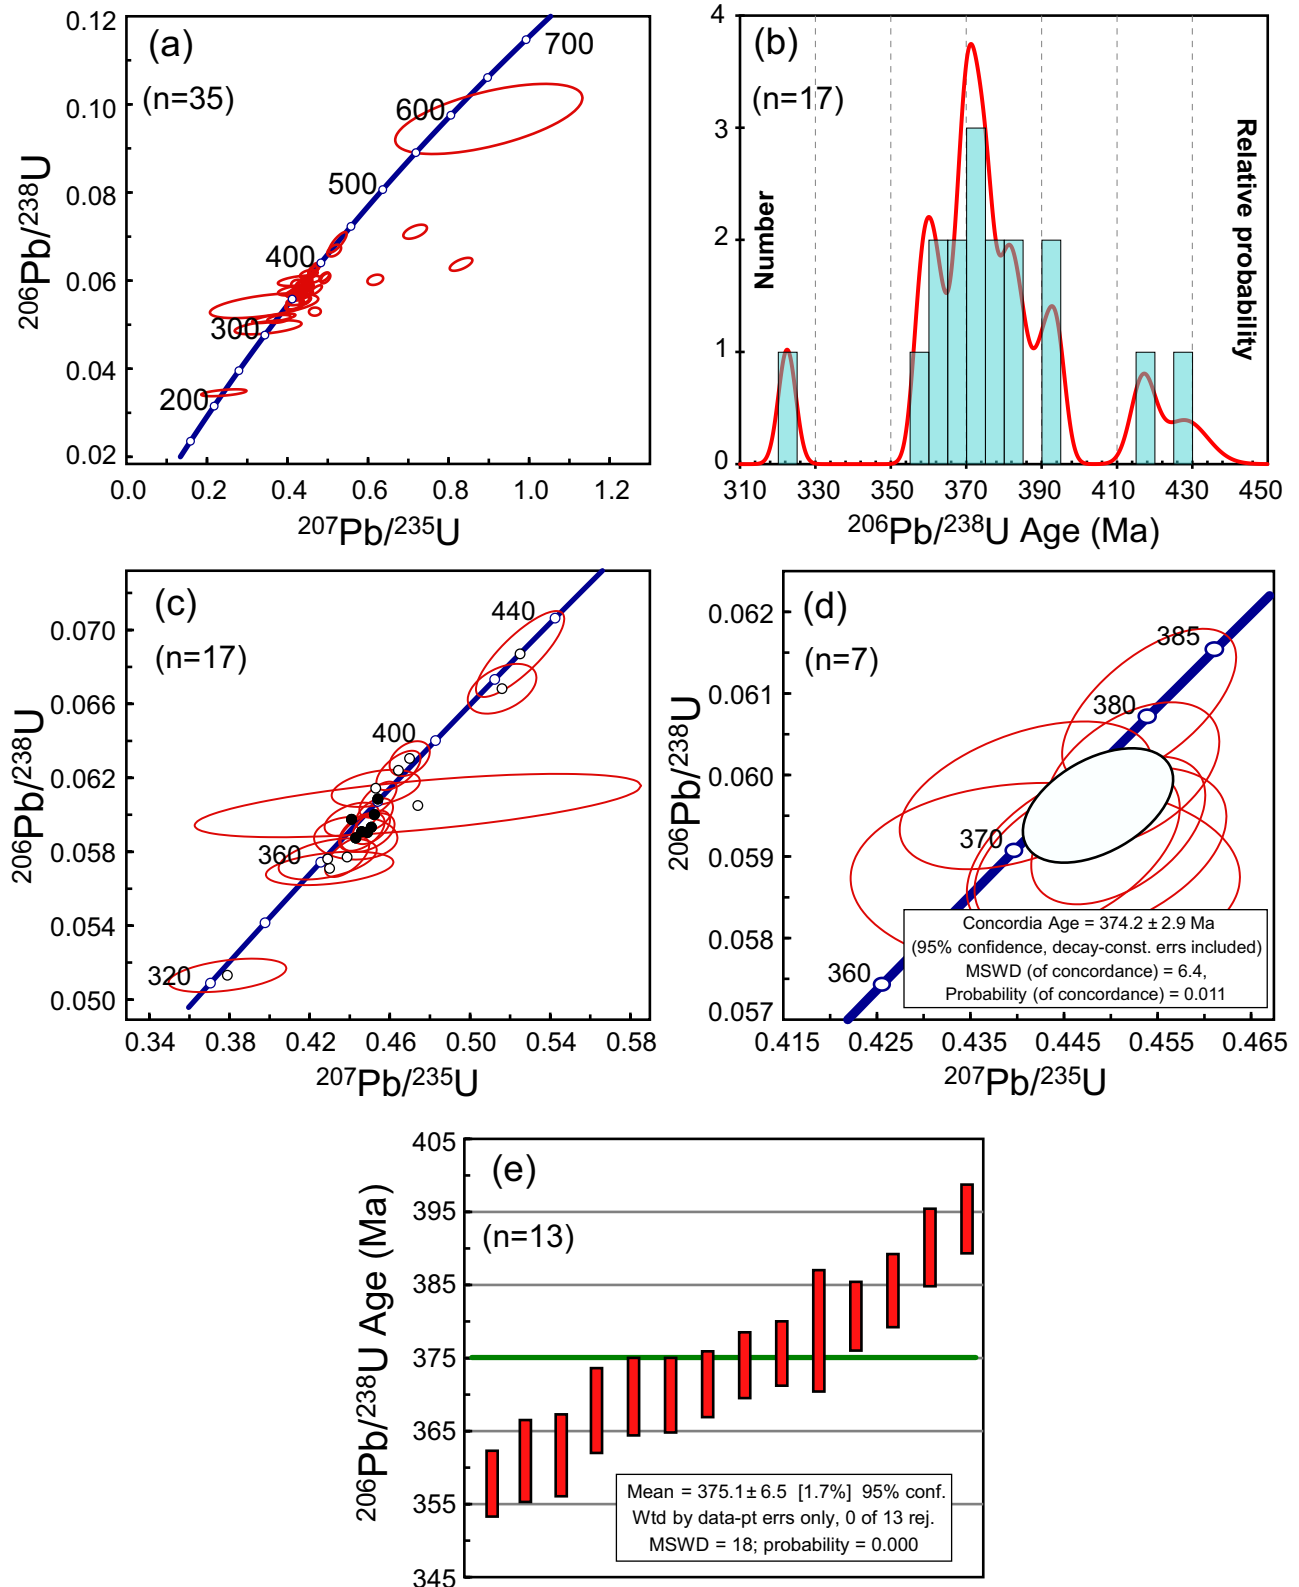 (a)
(n=35)
0.12
0.10
0.08
0.06
0.04
0.02
0.0
0.2
0.4
0.6
0.8
1.0
1.2
200
300
400
500
600
700
²⁰⁶Pb/²³⁸U
²⁰⁷Pb/²³⁵U
(b)
(n=17)
4
3
2
1
0
310
330
350
370
390
410
430
450
Number
Relative probability
²⁰⁶Pb/²³⁸U Age (Ma)
(c)
(n=17)
0.070
0.066
0.062
0.058
0.054
0.050
0.34
0.38
0.42
0.46
0.50
0.54
0.58
320
360
400
440
²⁰⁶Pb/²³⁸U
²⁰⁷Pb/²³⁵U
(d)
(n=7)
0.062
0.061
0.060
0.059
0.058
0.057
0.415
0.425
0.435
0.445
0.455
0.465
360
370
380
385
²⁰⁶Pb/²³⁸U
²⁰⁷Pb/²³⁵U
Concordia Age = 374.2 ± 2.9 Ma
(95% confidence, decay-const. errs included)
MSWD (of concordance) = 6.4,
Probability (of concordance) = 0.011
(e)
(n=13)
405
395
385
375
365
355
345
²⁰⁶Pb/²³⁸U Age (Ma)
Mean = 375.1 ± 6.5 [1.7%] 95% conf.
Wtd by data-pt errs only, 0 of 13 rej.
MSWD = 18; probability = 0.000